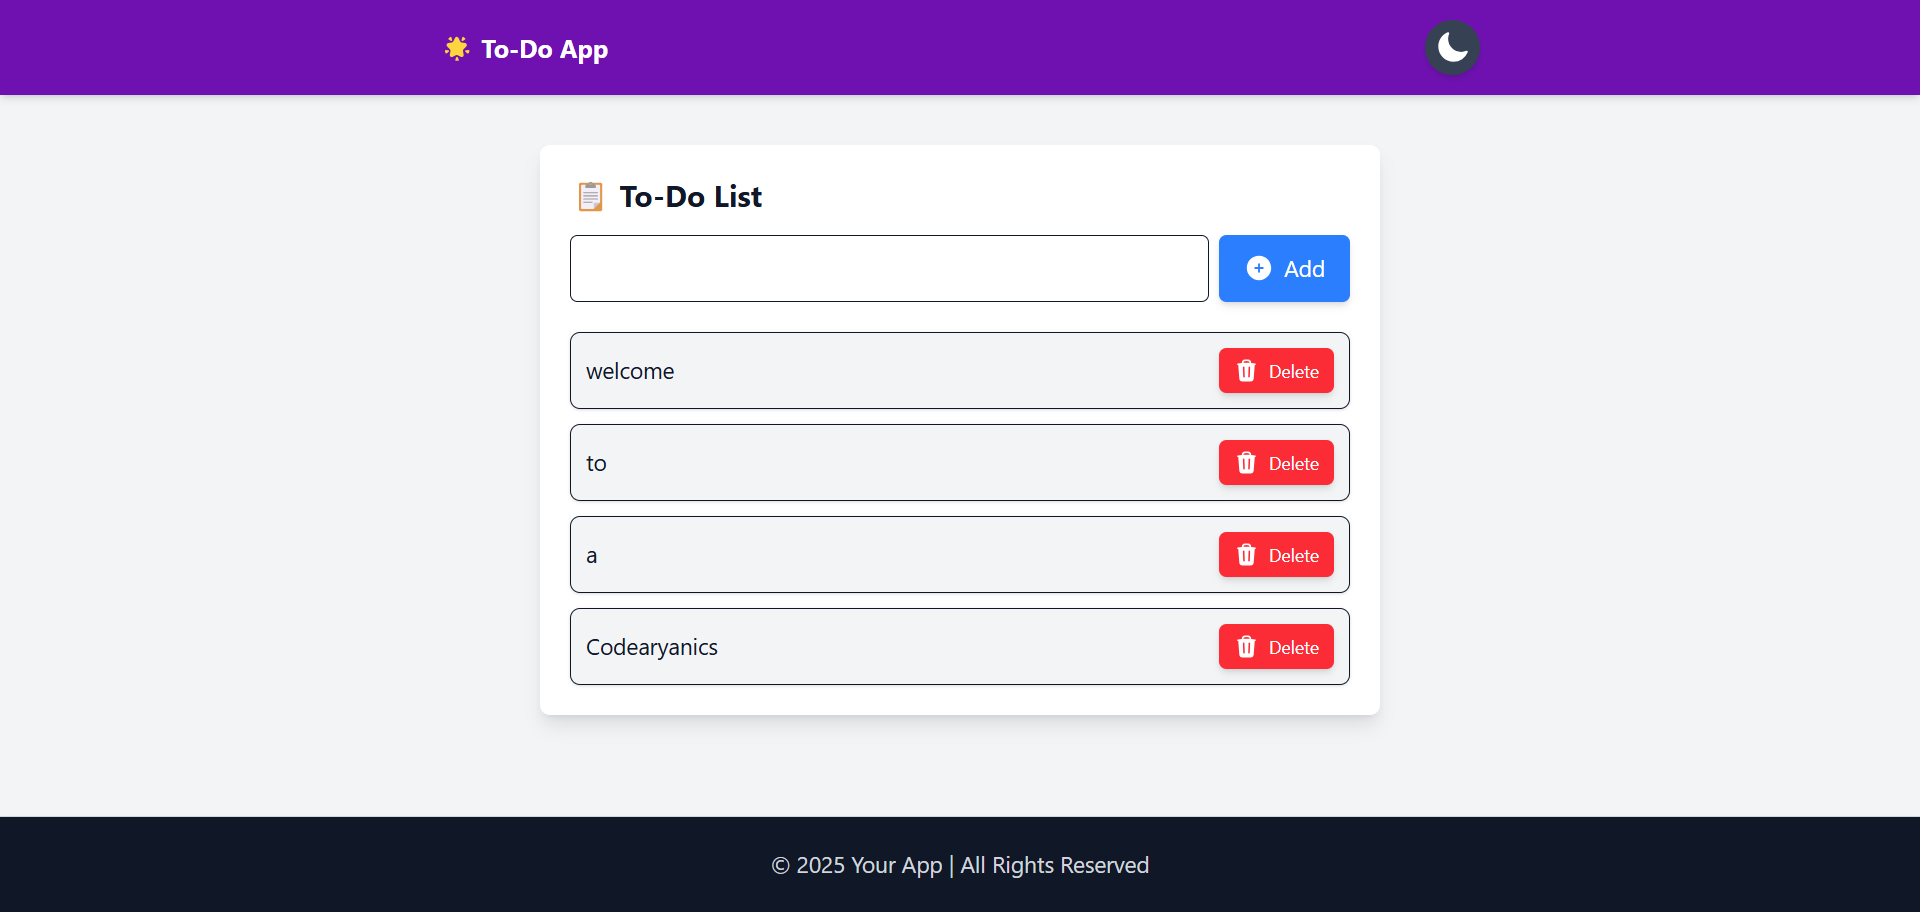 To-Do App
To-Do List
Add
welcome
Delete
to
Delete
a
Delete
Codearyanics
Delete
© 2025 Your App | All Rights Reserved